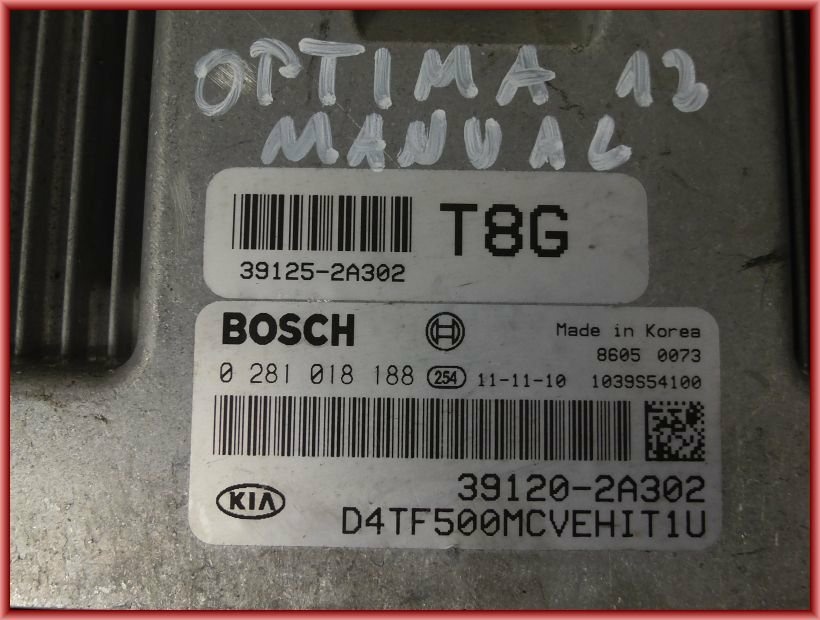 OPTIMA 12
MANUAL
T8G
39125-2A302
BOSCH
Made in Korea
8605 0073
0 281 018 188 254 11-11-10 1039S54100
39120-2A302
KIA
D4TF500MCVEHIT1U